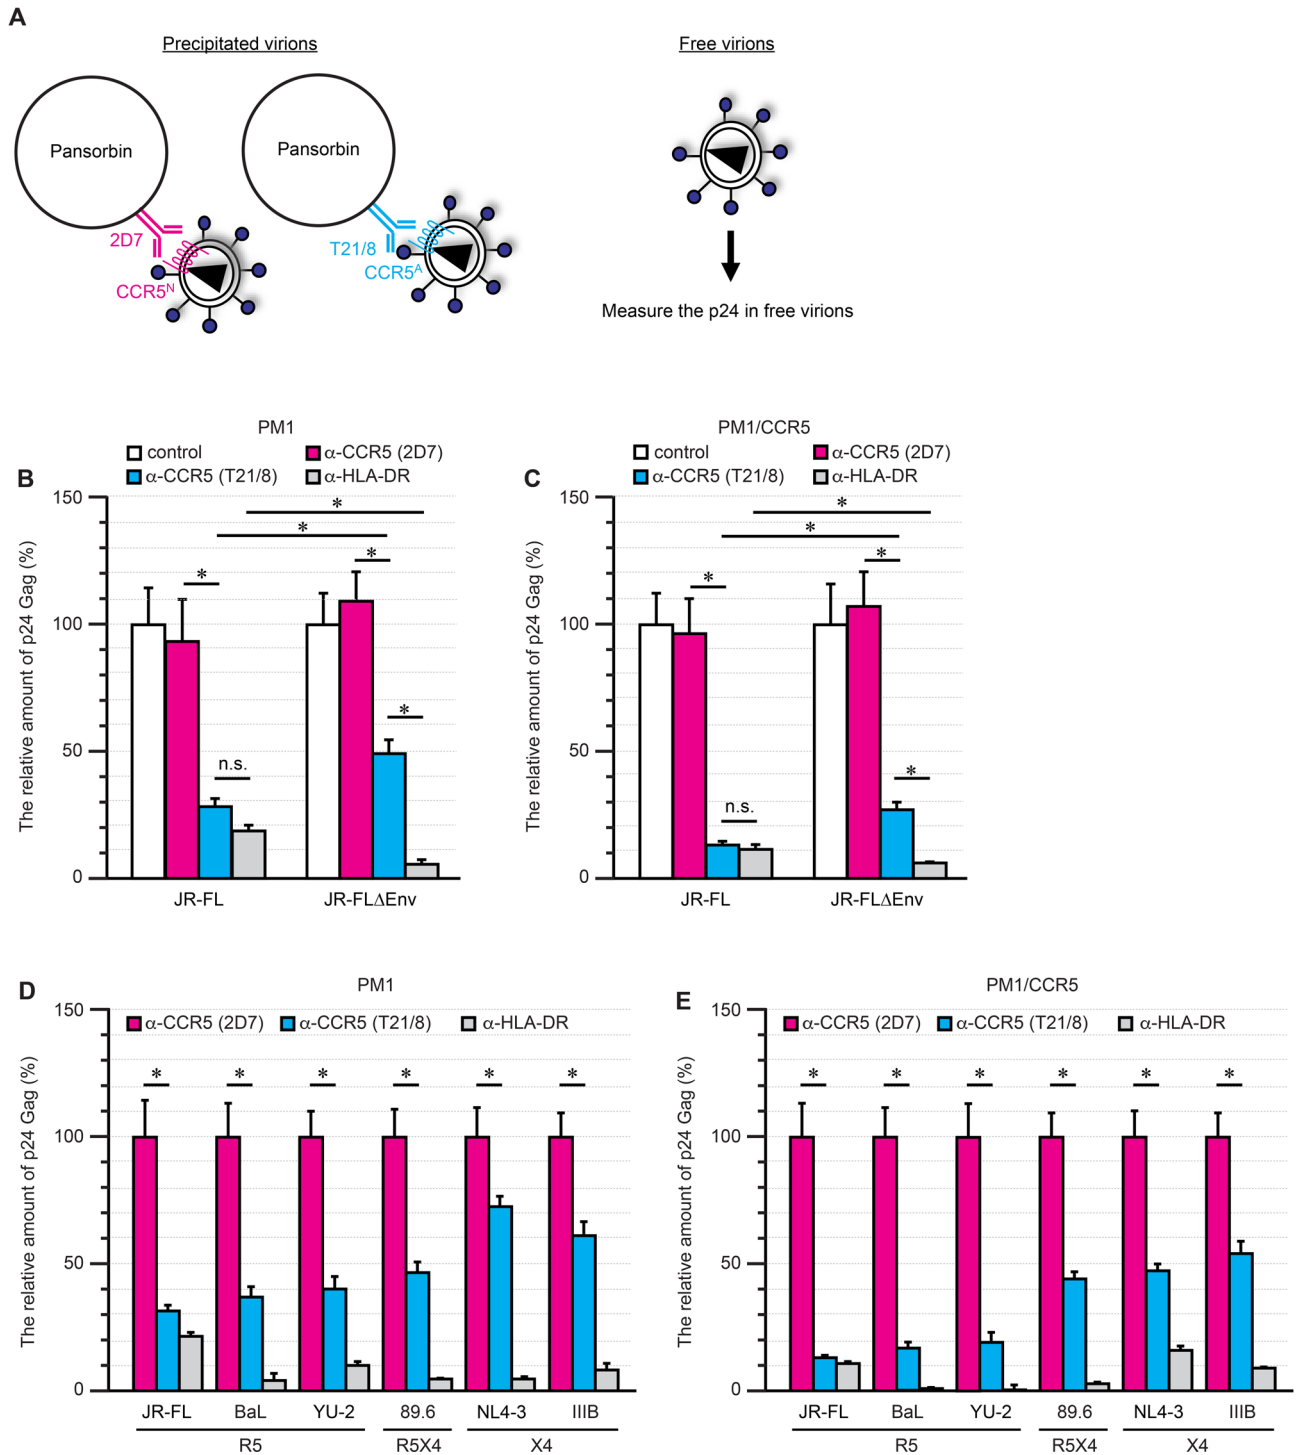 A
Precipitated virions
Free virions
Pansorbin
Pansorbin
2D7
CCR5ᴺ
T21/8
CCR5ᴬ
Measure the p24 in free virions
B
PM1
control
α-CCR5 (2D7)
α-CCR5 (T21/8)
α-HLA-DR
The relative amount of p24 Gag (%)
150
100
50
0
*
*
*
*
*
n.s.
JR-FL
JR-FLΔEnv
C
PM1/CCR5
control
α-CCR5 (2D7)
α-CCR5 (T21/8)
α-HLA-DR
The relative amount of p24 Gag (%)
150
100
50
0
*
*
*
*
*
n.s.
JR-FL
JR-FLΔEnv
D
PM1
α-CCR5 (2D7) α-CCR5 (T21/8) α-HLA-DR
The relative amount of p24 Gag (%)
150
100
50
0
* * * * * *
JR-FL BaL YU-2 89.6 NL4-3 IIIB
R5 R5X4 X4
E
PM1/CCR5
α-CCR5 (2D7) α-CCR5 (T21/8) α-HLA-DR
The relative amount of p24 Gag (%)
150
100
50
0
* * * * * *
JR-FL BaL YU-2 89.6 NL4-3 IIIB
R5 R5X4 X4